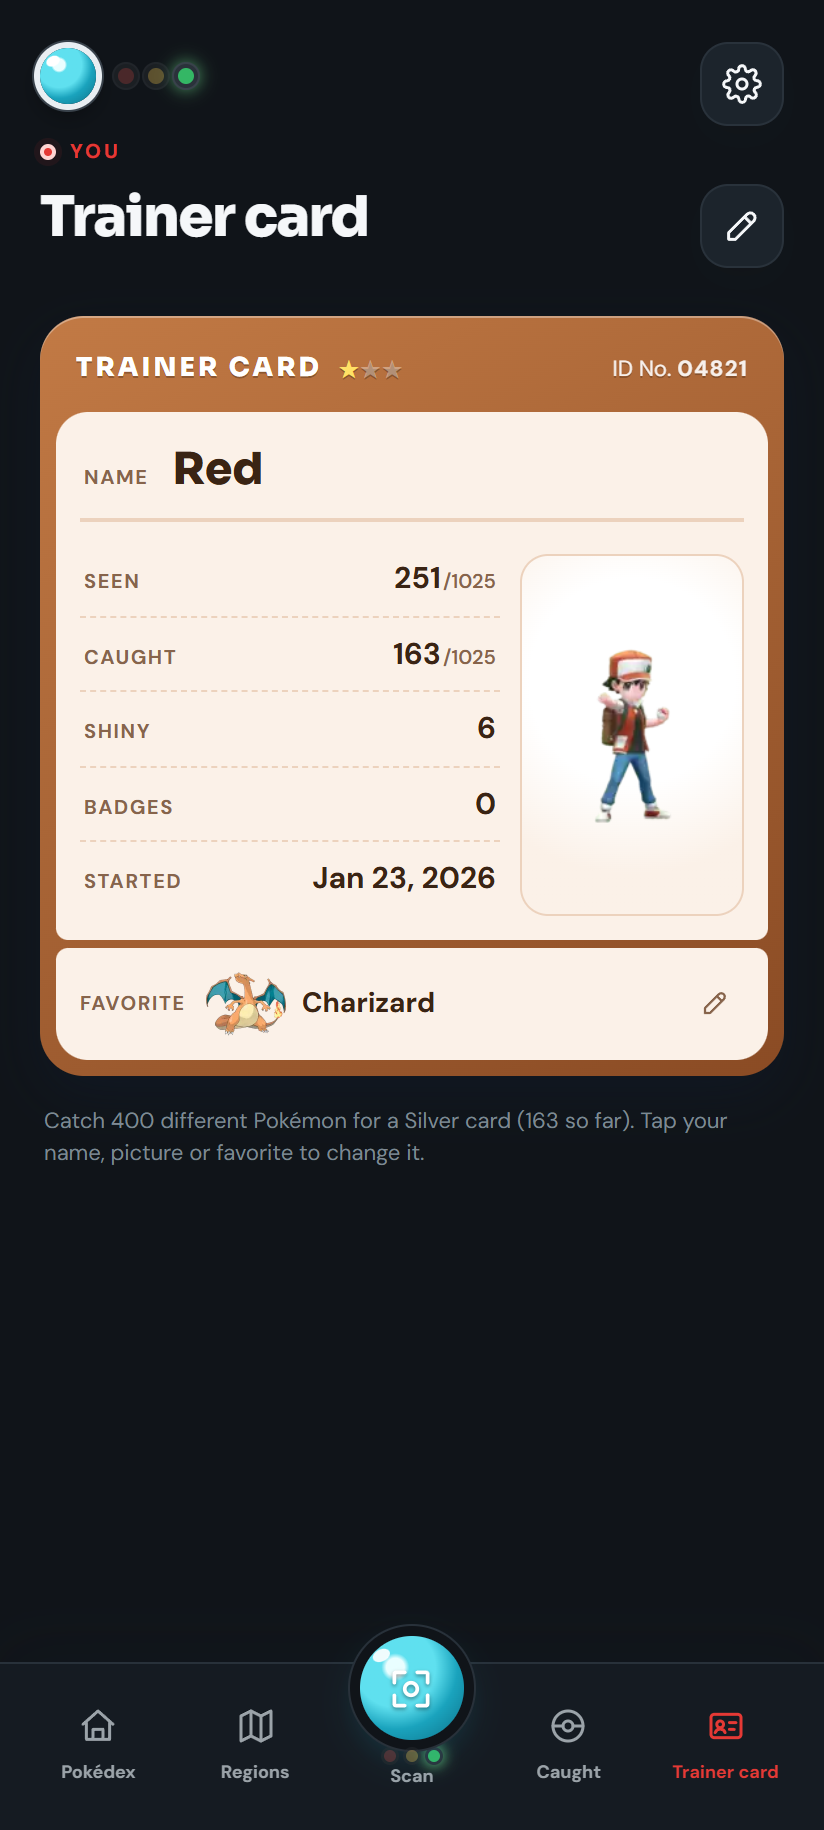 YOU
Trainer card
TRAINER CARD ID No. 04821
NAME Red
SEEN 251/1025
CAUGHT 163/1025
SHINY 6
BADGES 0
STARTED Jan 23, 2026
FAVORITE Charizard
Catch 400 different Pokémon for a Silver card (163 so far). Tap your
name, picture or favorite to change it.
Pokédex Regions Scan Caught Trainer card